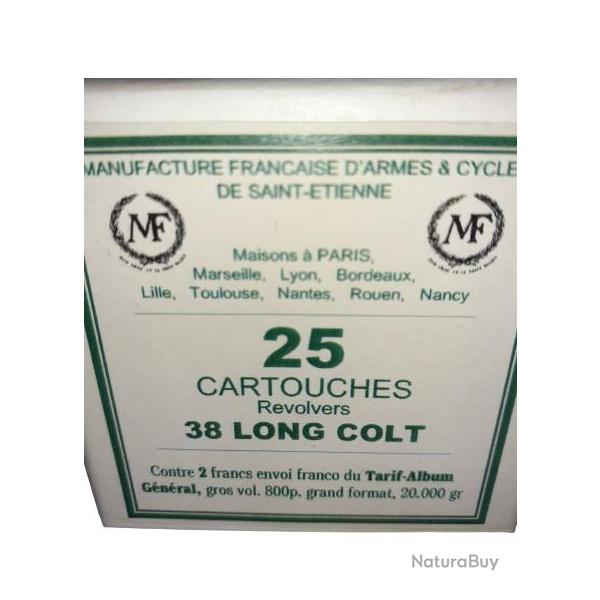 MANUFACTURE FRANCAISE D'ARMES & CYCLE
DE SAINT-ETIENNE
MF
MF
Maisons à PARIS,
Marseille, Lyon, Bordeaux,
Lille, Toulouse, Nantes, Rouen, Nancy
25
CARTOUCHES
Revolvers
38 LONG COLT
Contre 2 francs envoi franco du Tarif-Album
Général, gros vol. 800p. grand format, 20.000 gr
NaturaBuy